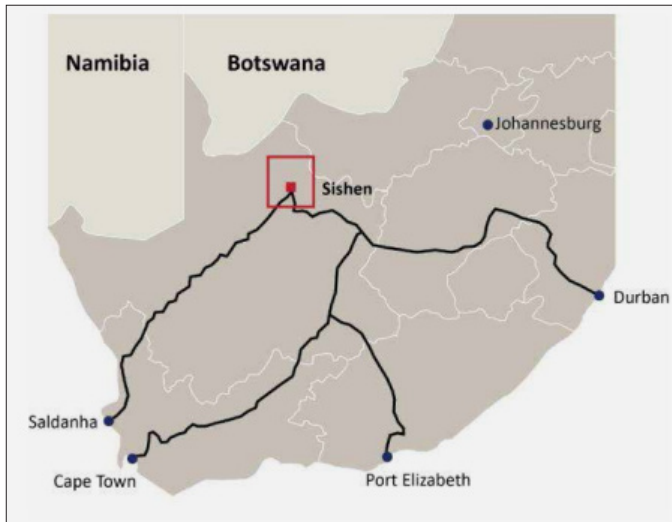 Namibia
Botswana
Johannesburg
Sishen
Durban
Saldanha
Cape Town
Port Elizabeth